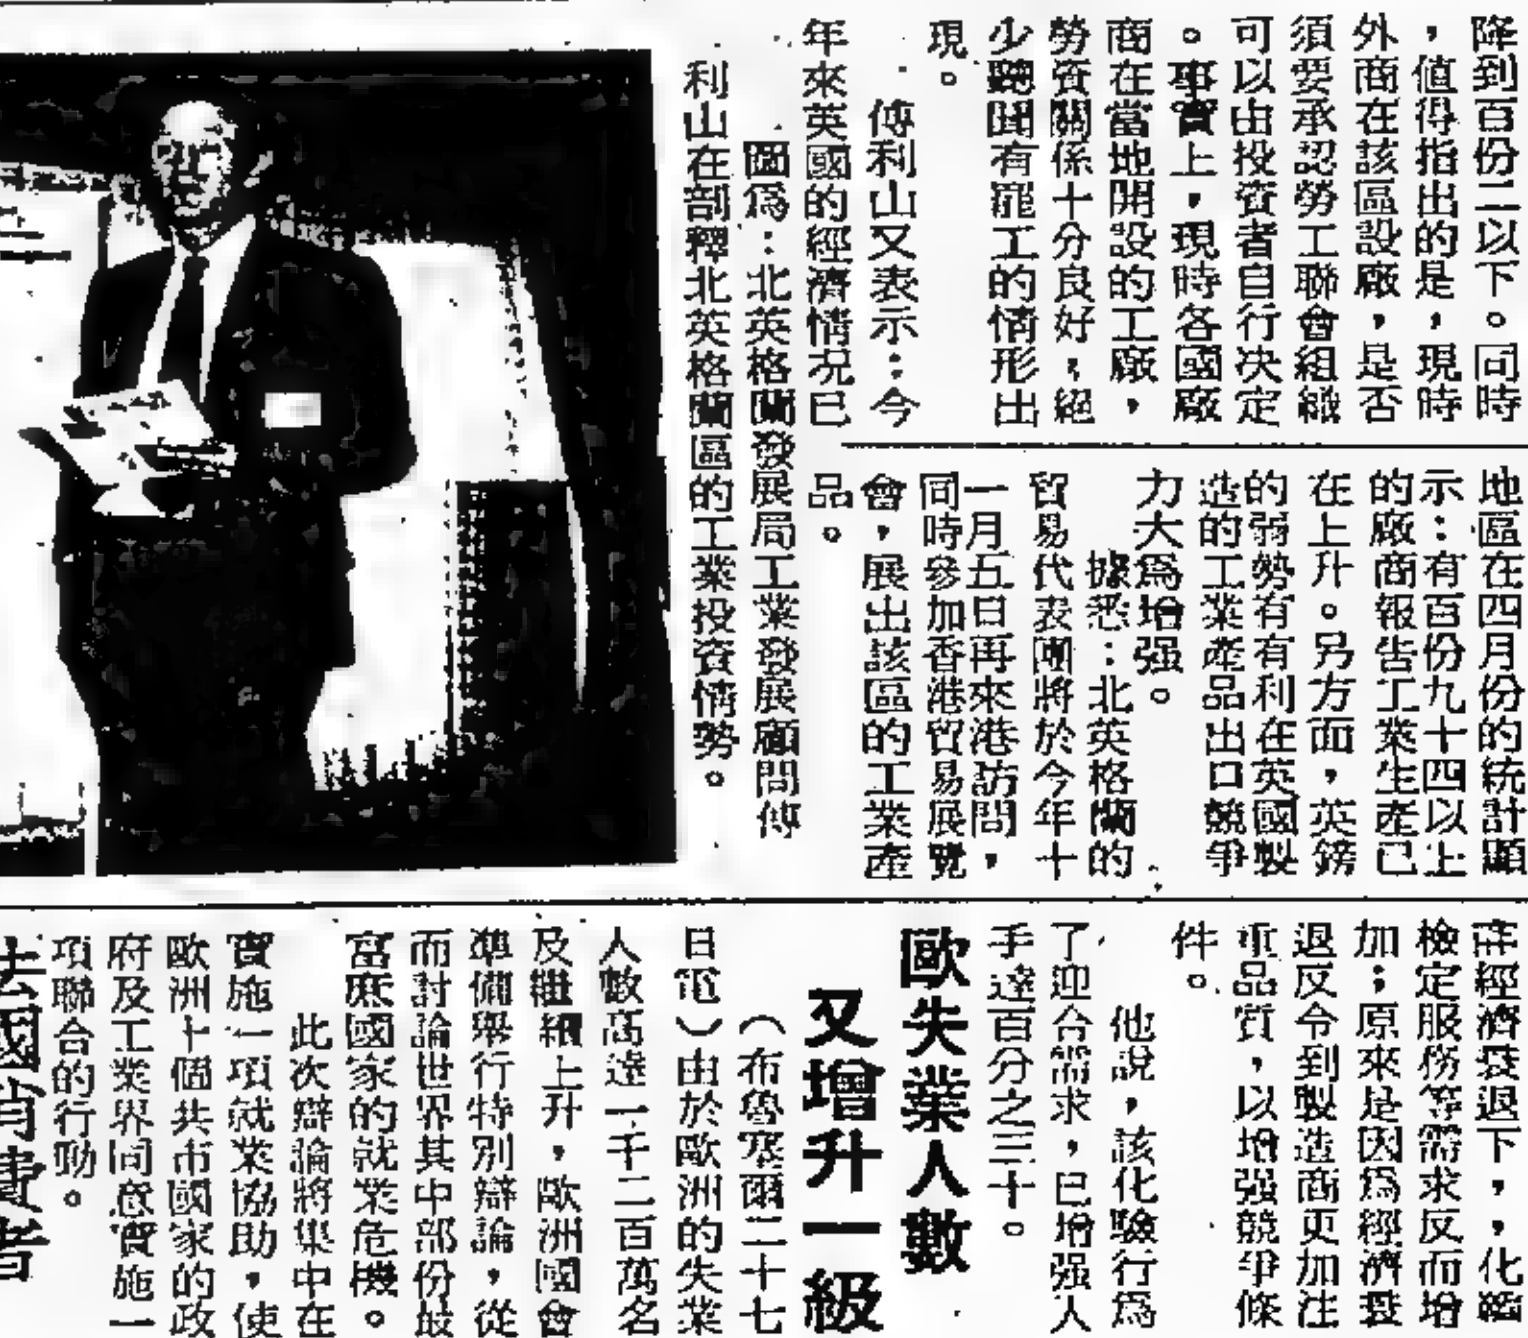 降到百份二以下。同時
，值得指出的是，現時
外商在該區設廠，是否
須要承認勞工聯會組織
可以由投資者自行決定
。事實上，現時各國廠
商在當地開設的工廠，
勞資關係十分良好，絕
少聽聞有罷工的情形出
現。
傅利山又表示：今
年來英國的經濟情況已
地區在四月份的統計顯
示：有百份九十四以上
的廠商報告工業生產已
在上升。另方面，英鎊
的弱勢有有利在英國製
造的工業產品出口競爭
力大爲增强。
據悉：北英格蘭的
貿易代表團將於今年十
一月五日再來港訪問，
同時參加香港貿易展覽
會，展出該區的工業產
品。
圖爲：北英格蘭發展局工業發展顧問傅
利山在剖釋北英格蘭區的工業投資情勢。
經濟衰退下，化驗
檢定服務等需求反而增
加；原來是因爲經濟衰
退反令到製造商更加注
重品質，以增强競爭條
件。
他說，該化驗行爲
了迎合需求，已增强人
手達百分之三十。
歐失業人數
又增升一級
（布魯塞爾二十七
日電）由於歐洲的失業
人數高達一千二百萬名
及繼續上升，歐洲國會
準備舉行特別辯論，從
而討論世界其中部份最
富庶國家的就業危機。
此次辯論將集中在
實施一項就業協助，使
歐洲十個共市國家的政
府及工業界同意實施一
項聯合的行動。
法國消費者